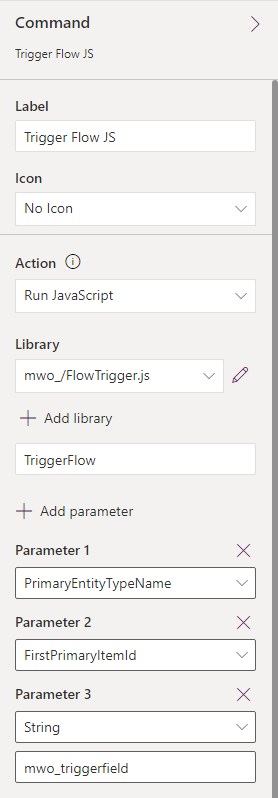 Command
Trigger Flow JS
Label
Trigger Flow JS
Icon
No Icon
Action
Run JavaScript
Library
mwo_/FlowTrigger.js
Add library
TriggerFlow
Add parameter
Parameter 1
PrimaryEntityTypeName
Parameter 2
FirstPrimaryItemId
Parameter 3
String
mwo_triggerfield